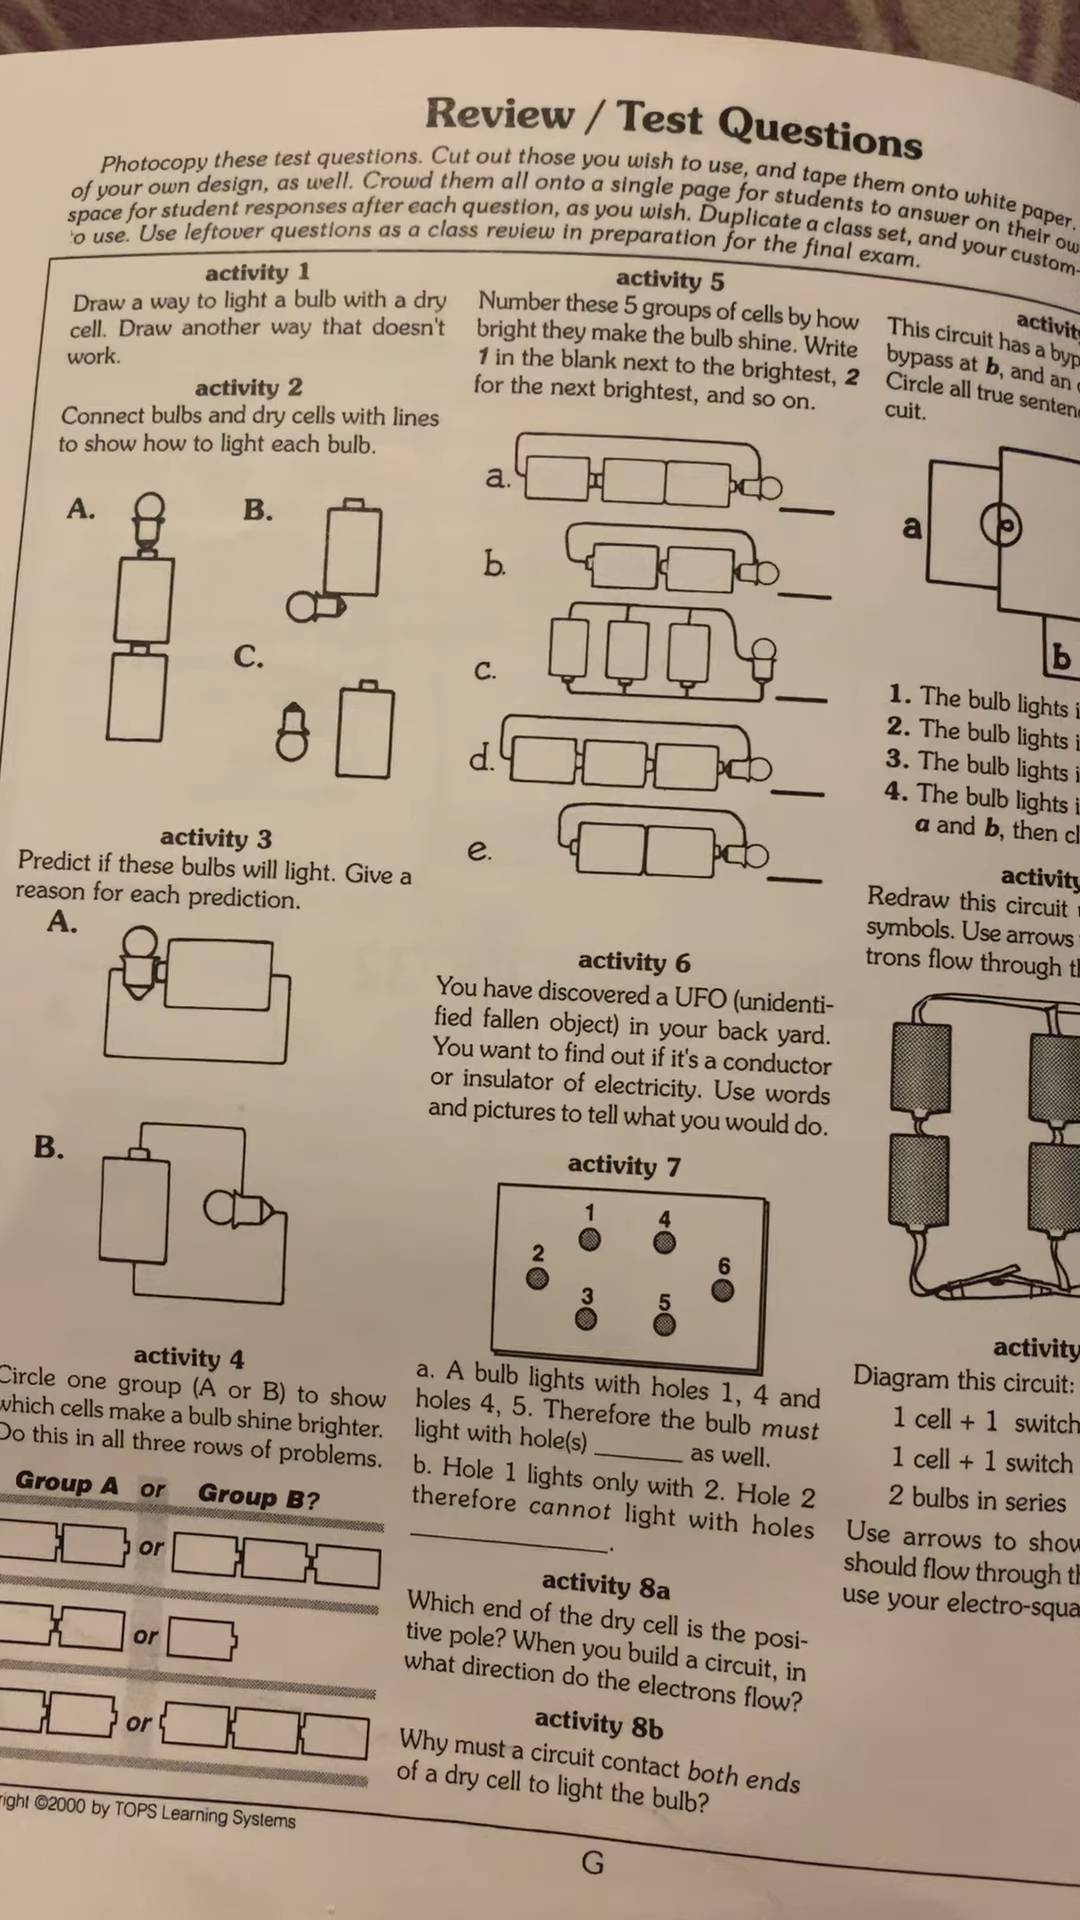 Review / Test Questions
Photocopy these test questions. Cut out those you wish to use, and tape them onto white paper.
of your own design, as well. Crowd them all onto a single page for students to answer on their
space for student responses after each question, as you wish. Duplicate a class set, and your custom-
o use. Use leftover questions as a class review in preparation for the final exam.
activity 1
Draw a way to light a bulb with a dry
cell. Draw another way that doesn't
work.
activity 2
Connect bulbs and dry cells with lines
to show how to light each bulb.
A.
B.
C.
activity 3
Predict if these bulbs will light. Give a
reason for each prediction.
A.
B.
activity 4
Circle one group (A or B) to show
which cells make a bulb shine brighter.
Do this in all three rows of problems.
Group A or Group B?
or
or
or
activity 5
Number these 5 groups of cells by how
bright they make the bulb shine. Write
1 in the blank next to the brightest, 2
for the next brightest, and so on.
a.
b.
c.
d.
e.
activity 6
You have discovered a UFO (unidenti-
fied fallen object) in your back yard.
You want to find out if it's a conductor
or insulator of electricity. Use words
and pictures to tell what you would do.
activity 7
1
4
2
6
3
5
a. A bulb lights with holes 1, 4 and
holes 4, 5. Therefore the bulb must
light with hole(s) ______ as well.
b. Hole 1 lights only with 2. Hole 2
therefore cannot light with holes
______________.
activity 8a
Which end of the dry cell is the posi-
tive pole? When you build a circuit, in
what direction do the electrons flow?
activity 8b
Why must a circuit contact both ends
of a dry cell to light the bulb?
activity
This circuit has a byp
bypass at b, and an
Circle all true senten
cuit.
a
b
1. The bulb lights i
2. The bulb lights i
3. The bulb lights i
4. The bulb lights i
a and b, then cl
activity
Redraw this circuit
symbols. Use arrows
trons flow through th
activity
Diagram this circuit:
1 cell + 1 switch
1 cell + 1 switch
2 bulbs in series
Use arrows to show
should flow through th
use your electro-squa
right ©2000 by TOPS Learning Systems
G